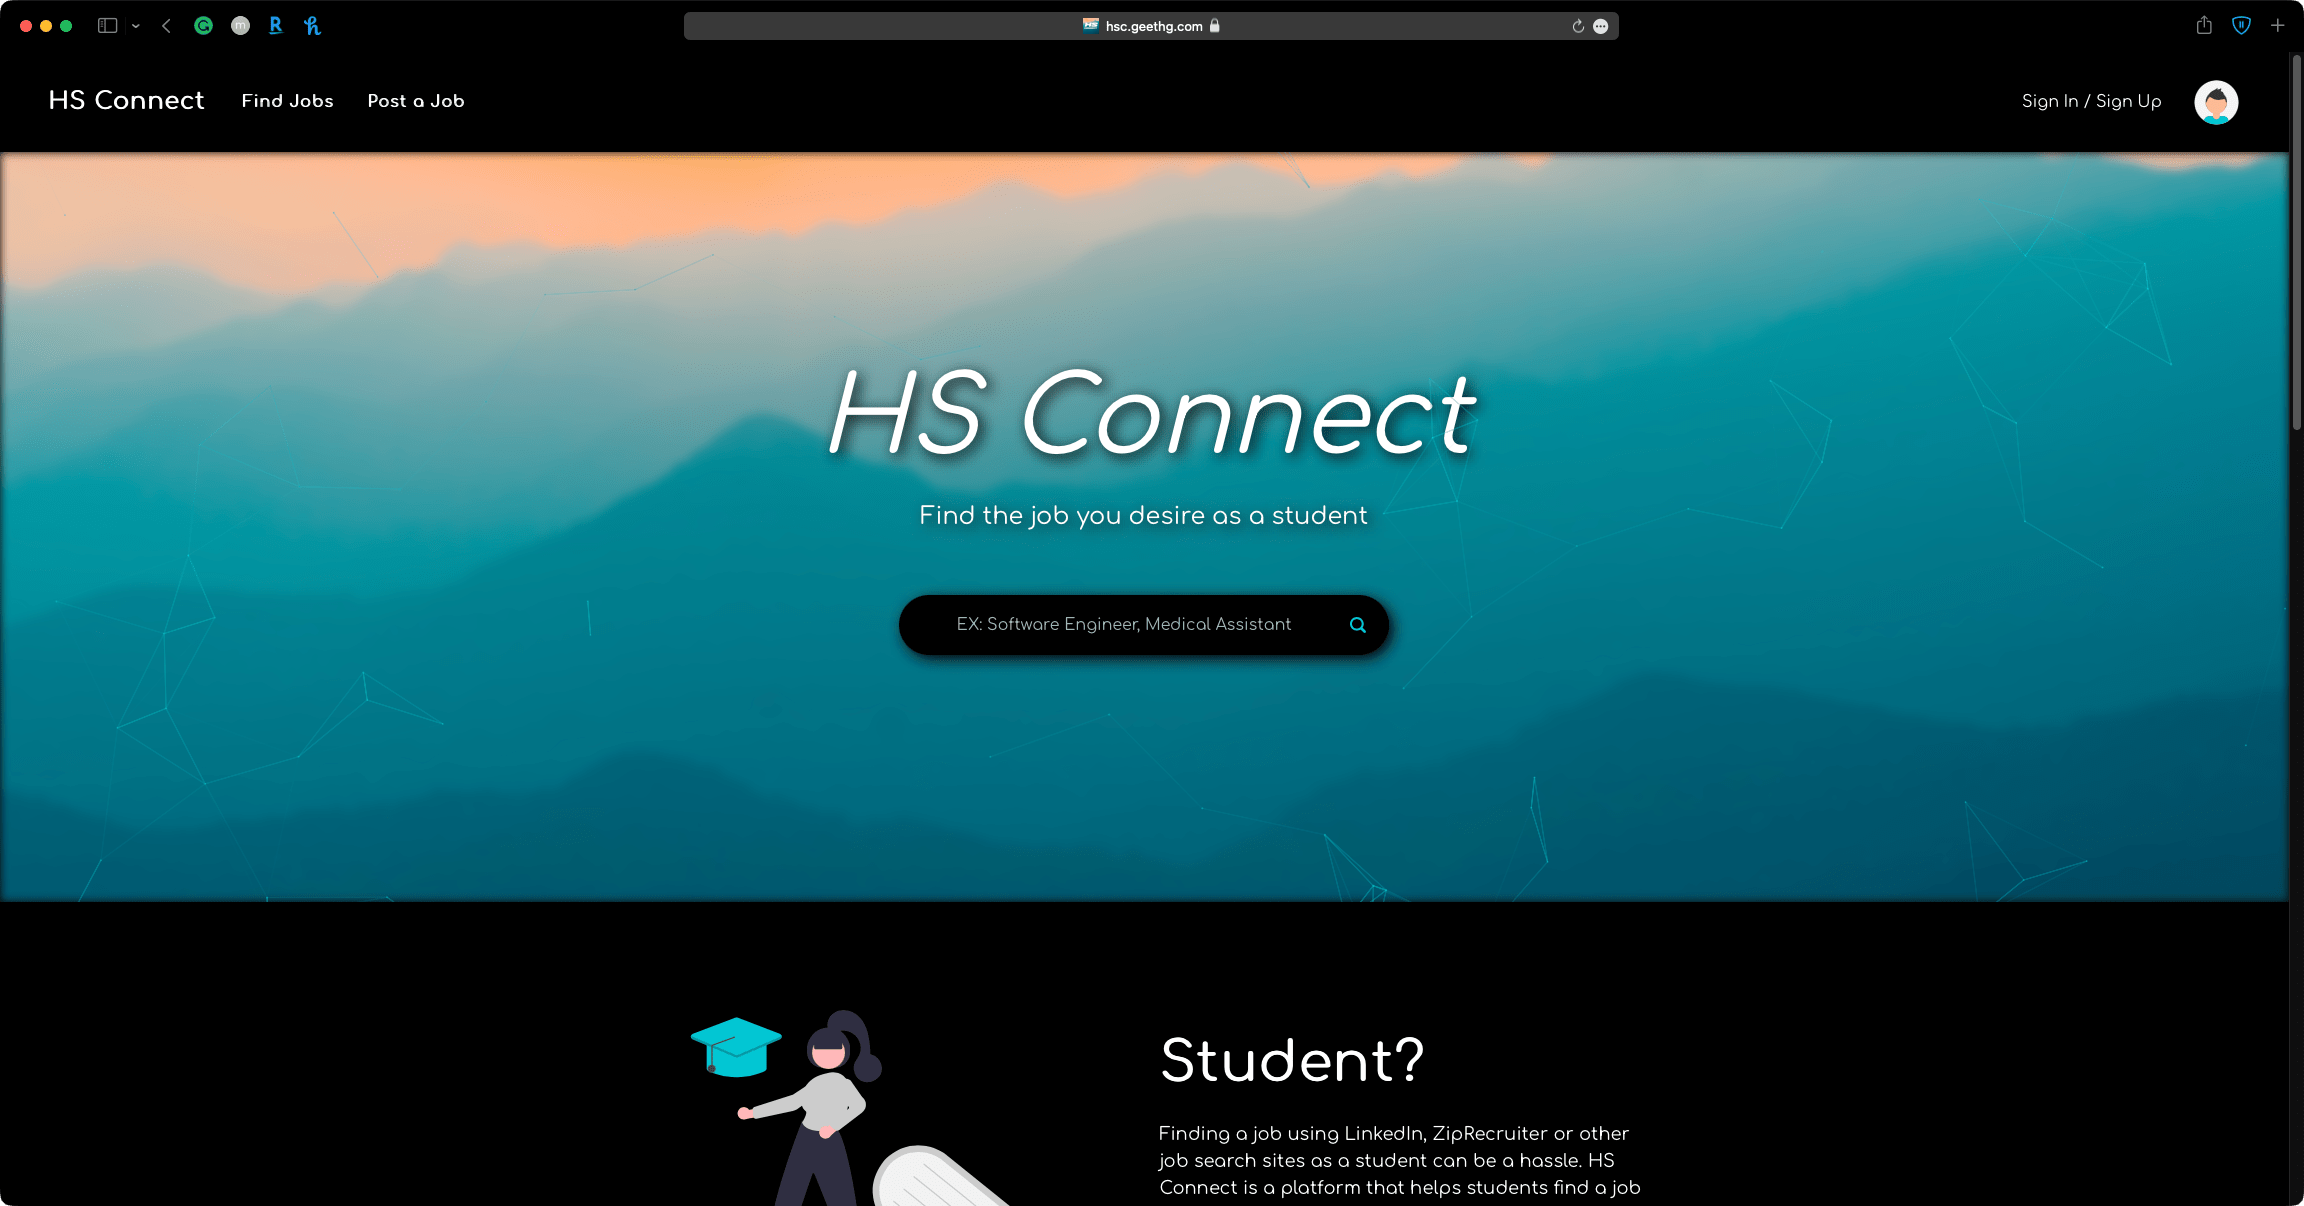 hsc.geethg.com
HS Connect
Find Jobs
Post a Job
Sign In / Sign Up
HS Connect
Find the job you desire as a student
EX: Software Engineer, Medical Assistant
Student?
Finding a job using LinkedIn, ZipRecruiter or other
job search sites as a student can be a hassle. HS
Connect is a platform that helps students find a job